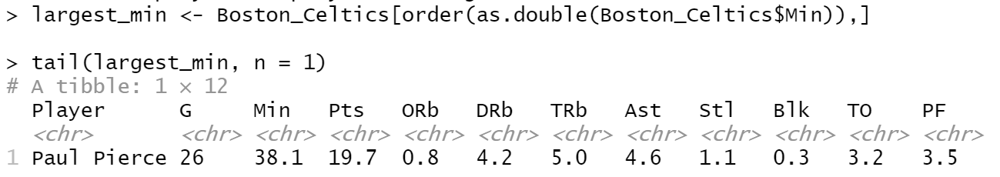 > largest_min <- Boston_Celtics[order(as.double(Boston_Celtics$Min)),]
> tail(largest_min, n = 1)
# A tibble: 1 × 12
Player G Min Pts ORb DRb TRb Ast Stl Blk TO PF
<chr> <chr> <chr> <chr> <chr> <chr> <chr> <chr> <chr> <chr> <chr> <chr>
1 Paul Pierce 26 38.1 19.7 0.8 4.2 5.0 4.6 1.1 0.3 3.2 3.5